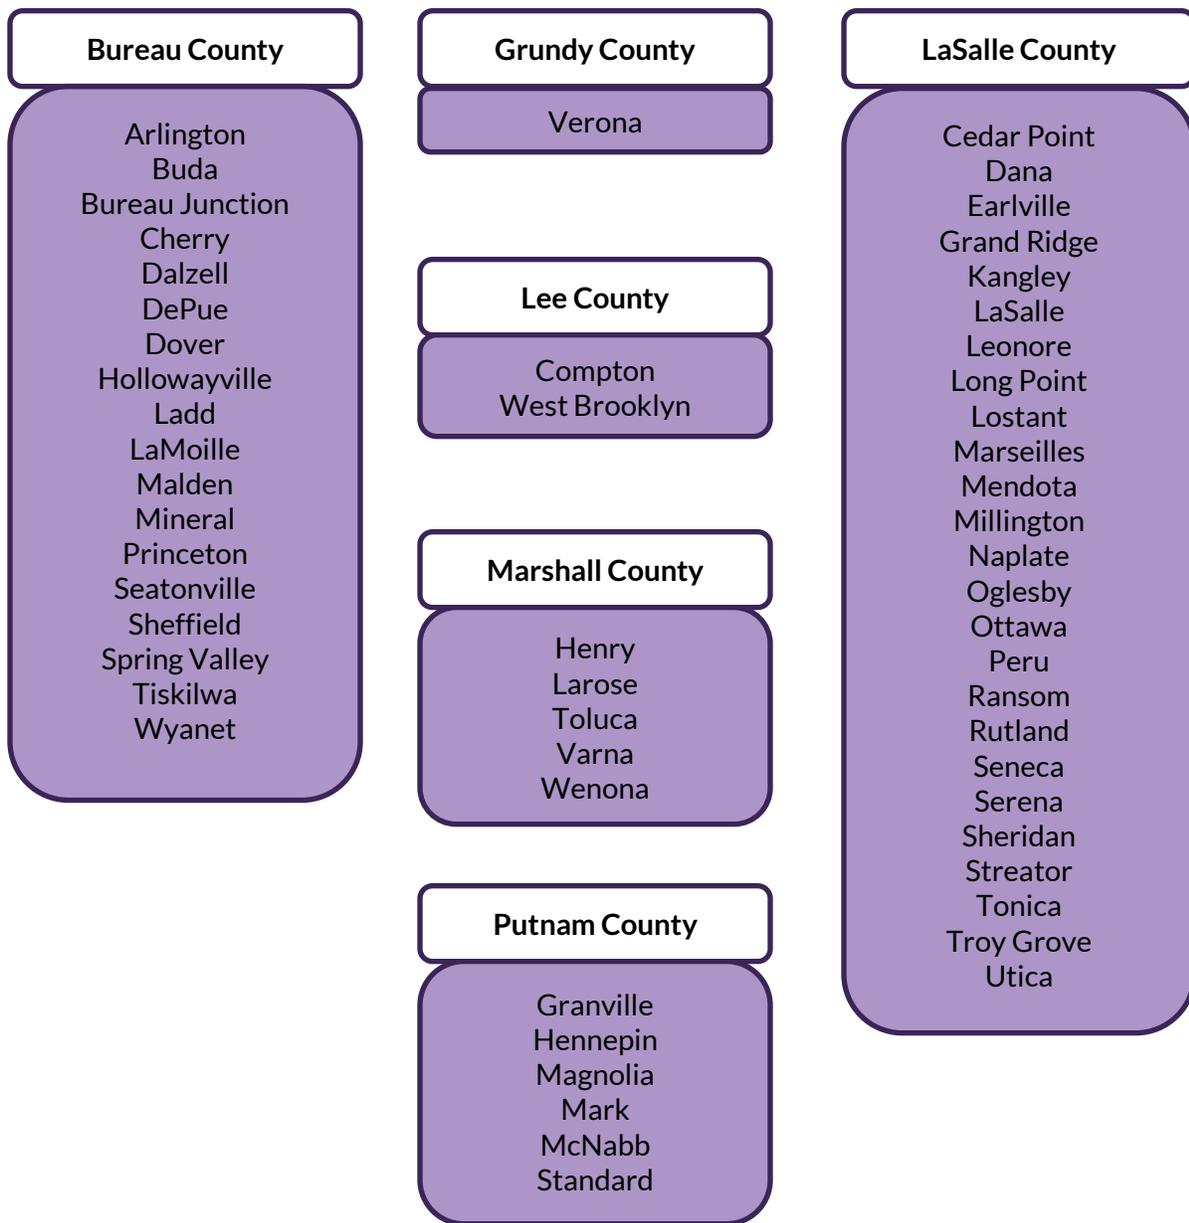 Bureau County
Arlington
Buda
Bureau Junction
Cherry
Dalzell
DePue
Dover
Hollowayville
Ladd
LaMoille
Malden
Mineral
Princeton
Seatonville
Sheffield
Spring Valley
Tiskilwa
Wyanet
Grundy County
Verona
Lee County
Compton
West Brooklyn
Marshall County
Henry
Larose
Toluca
Varna
Wenona
Putnam County
Granville
Hennepin
Magnolia
Mark
McNabb
Standard
LaSalle County
Cedar Point
Dana
Earlville
Grand Ridge
Kangley
LaSalle
Leonore
Long Point
Lostant
Marseilles
Mendota
Millington
Naplate
Oglesby
Ottawa
Peru
Ransom
Rutland
Seneca
Serena
Sheridan
Streator
Tonica
Troy Grove
Utica